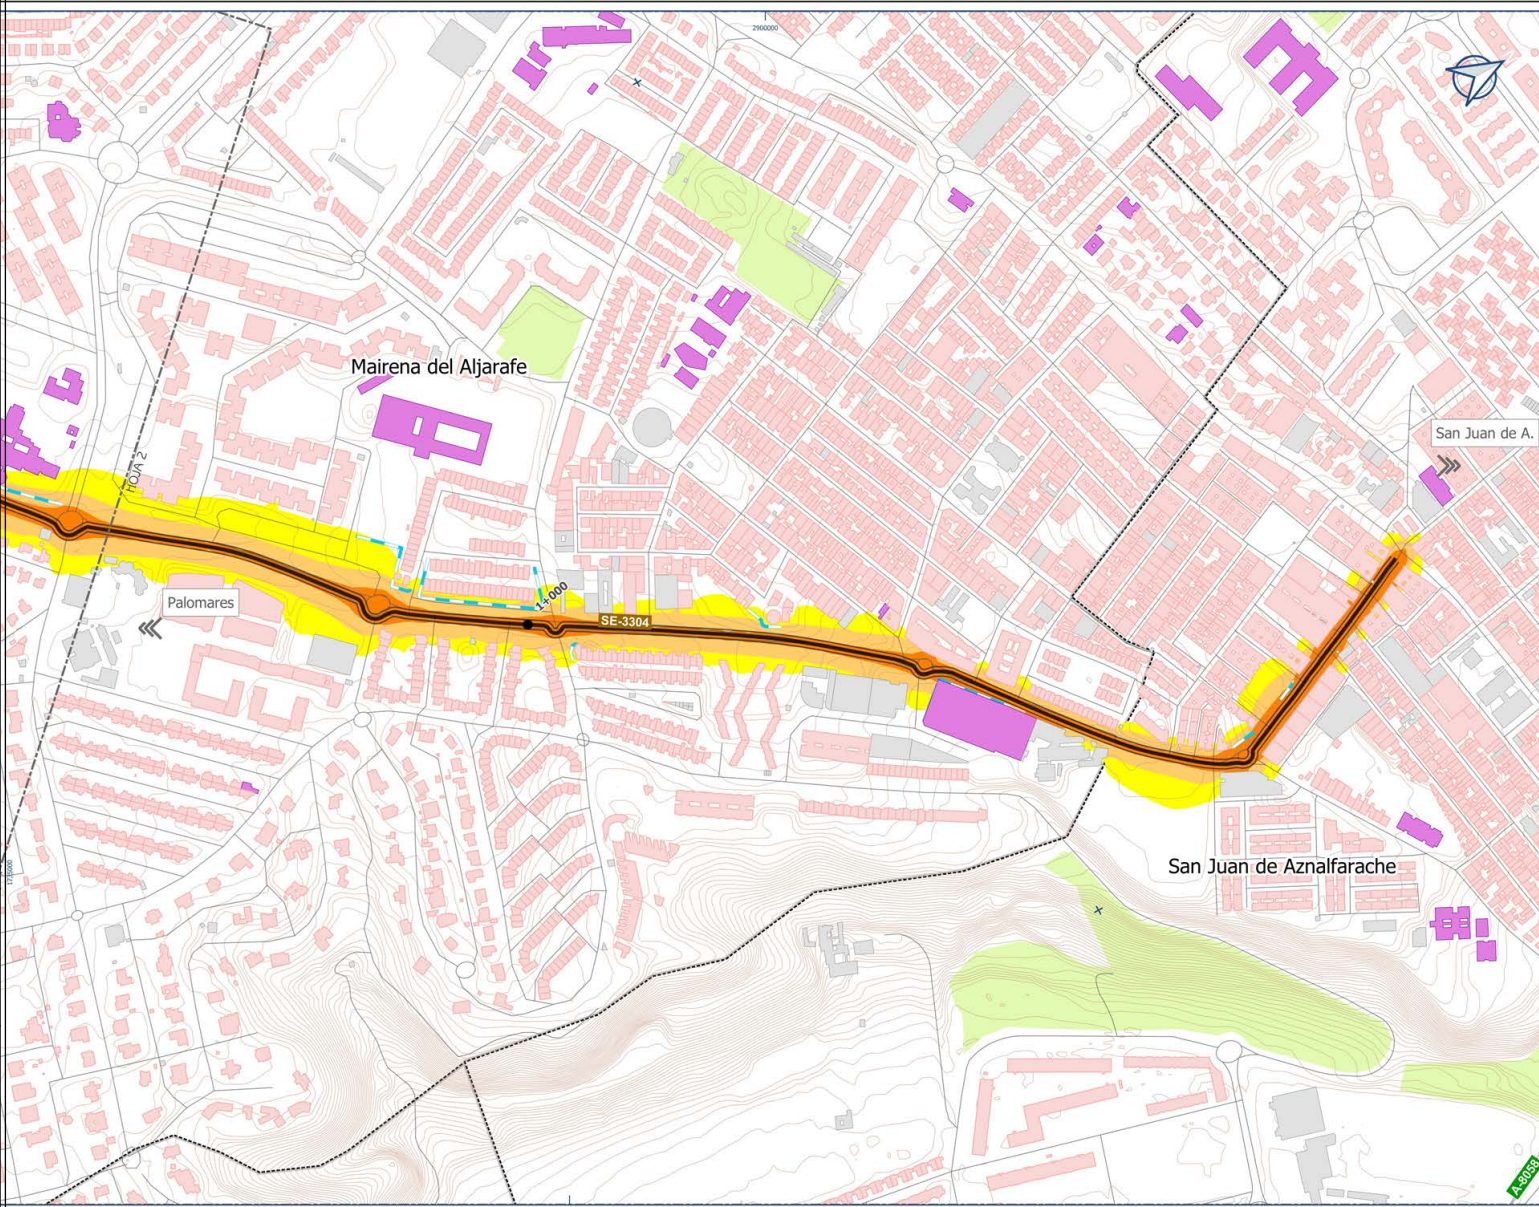 2900000
Mairena del Aljarafe
San Juan de A.
HOJA 2
Palomares
1+000
SE-3304
San Juan de Aznalfarache
A-8058